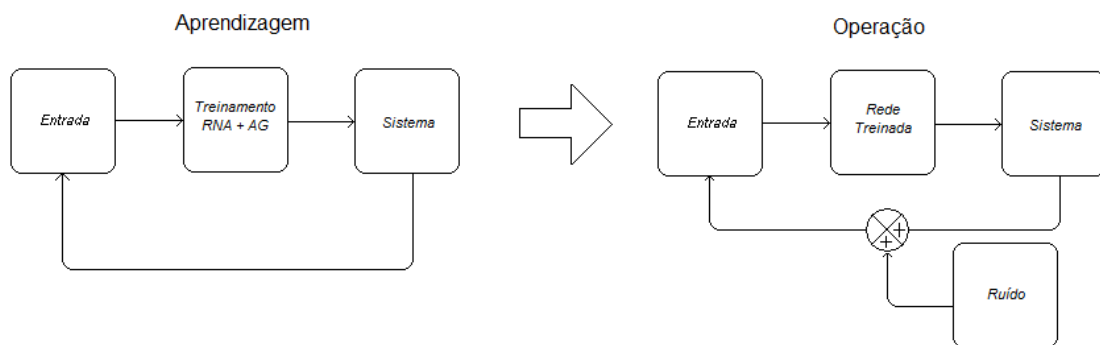 Aprendizagem
Operação
Entrada
Treinamento
RNA + AG
Sistema
Entrada
Rede
Treinada
Sistema
+
+
Ruído